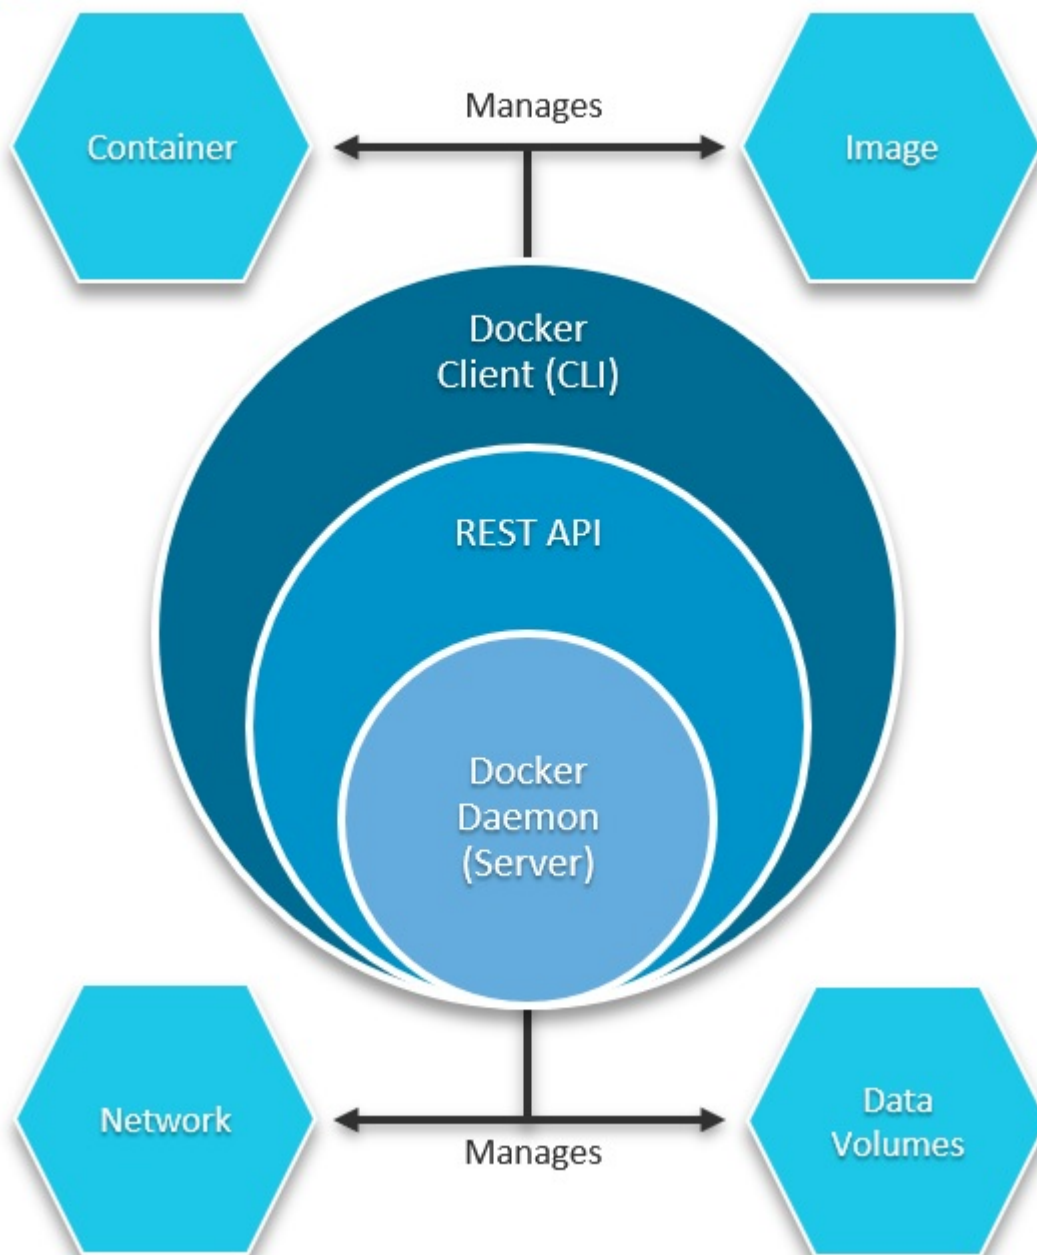 Manages
Container
Image
Docker
Client (CLI)
REST API
Docker
Daemon
(Server)
Network
Data
Volumes
Manages